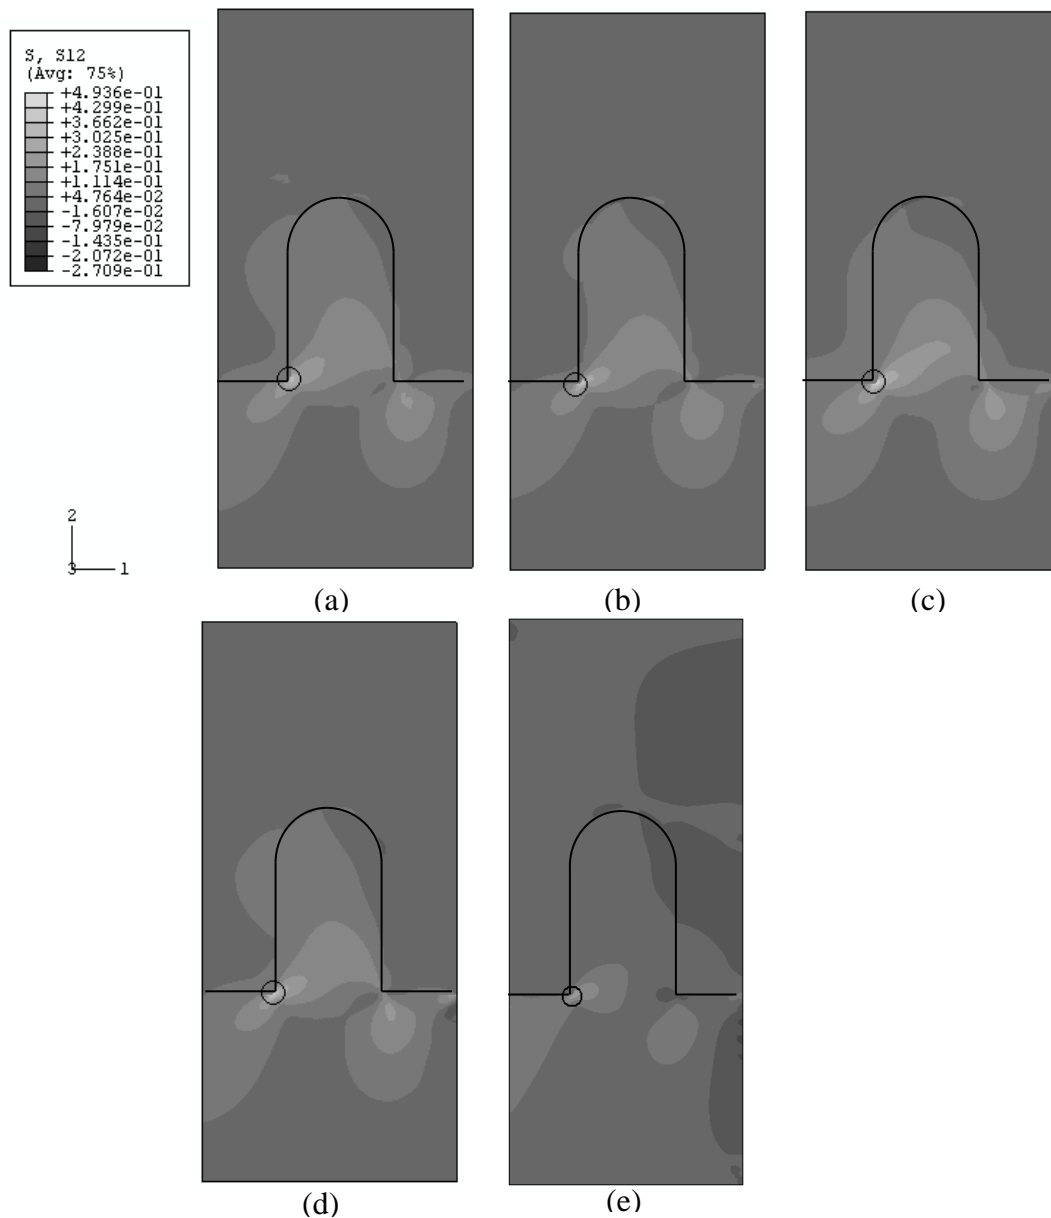 S, S12
(Avg: 75%)
+4.936e-01
+4.299e-01
+3.662e-01
+3.025e-01
+2.388e-01
+1.751e-01
+1.114e-01
+4.764e-02
-1.607e-02
-7.979e-02
-1.435e-01
-2.072e-01
-2.709e-01
2
3 1
(a) (b) (c)
(d) (e)